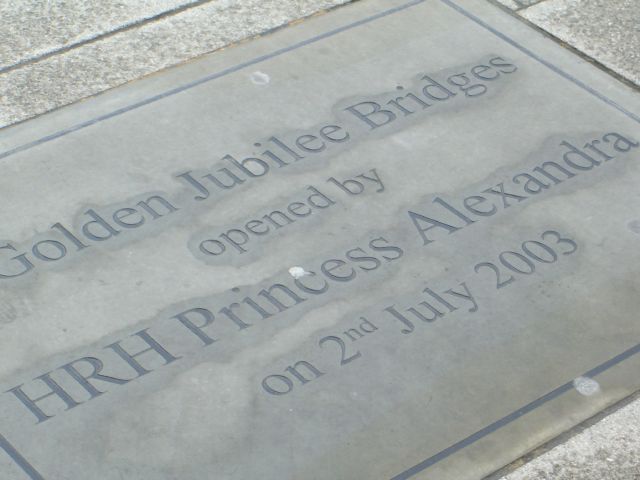 Golden Jubilee Bridges
opened by
HRH Princess Alexandra
on 2nd July 2003